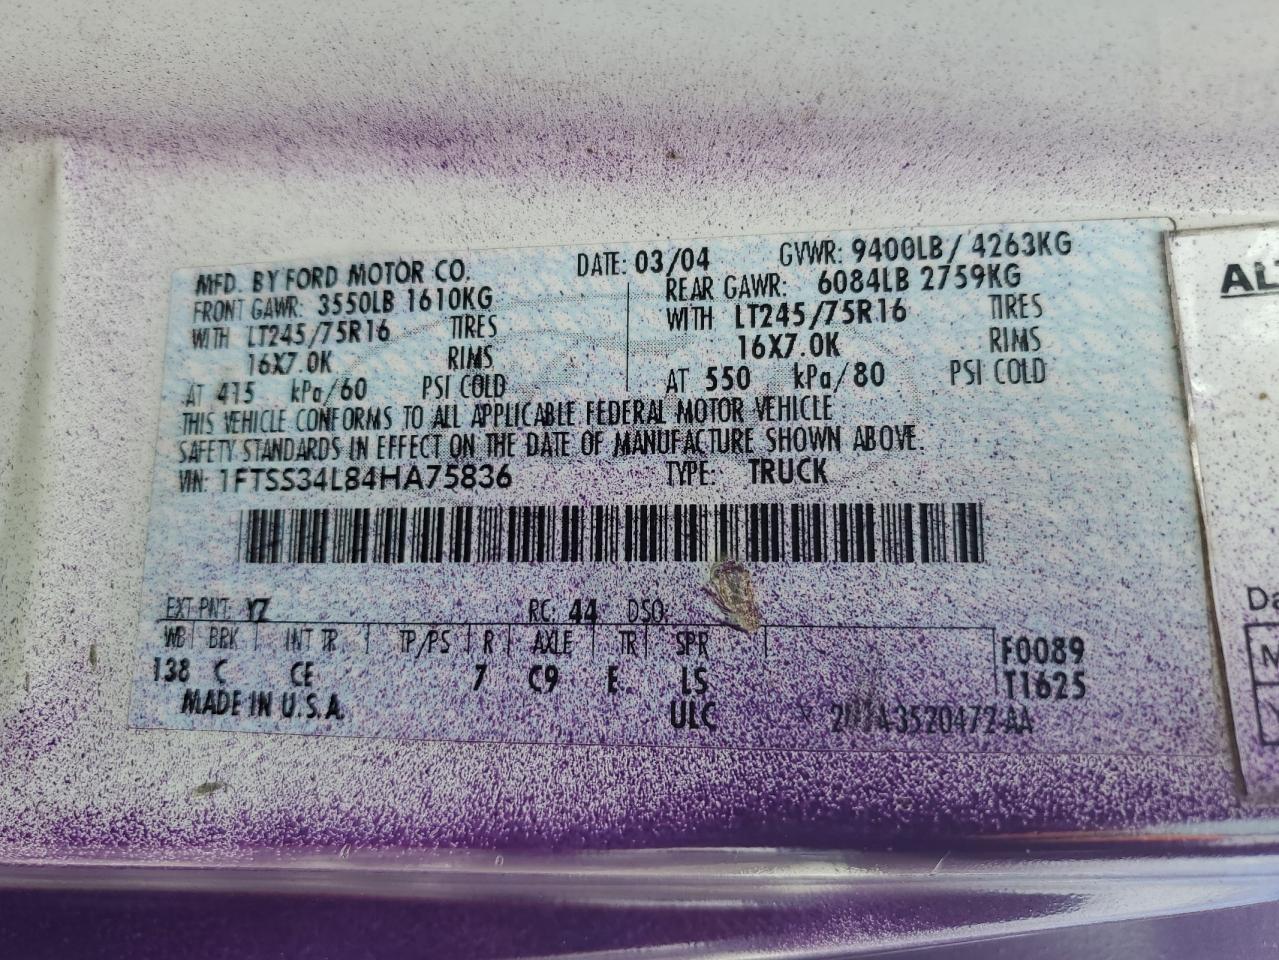 MFD. BY FORD MOTOR CO. DATE: 03/04 GVWR: 9400LB/ 4263KG
FRONT GAWR: 3550LB 1610KG REAR GAWR: 6084LB 2759KG
WITH LT245/75R16 TIRES WITH LT245/75R16 TIRES
16X7.0K RIMS 16X7.0K RIMS
AT 415 kPa/60 PSI COLD AT 550 kPa/80 PSI COLD
THIS VEHICLE CONFORMS TO ALL APPLICABLE FEDERAL MOTOR VEHICLE
SAFETY STANDARDS IN EFFECT ON THE DATE OF MANUFACTURE SHOWN ABOVE.
VIN: 1FTSS34L84HA75836 TYPE: TRUCK
EXT PNT: YZ RC: 44 DSO:
WB BRK INT TR TP/PS R AXLE TR SPR F0089
138 C CE 7 C9 E LS T1625
MADE IN U.S.A. ULC